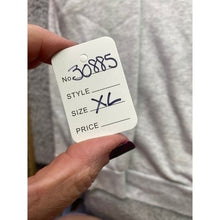 No 30885
STYLE
SIZE XL
PRICE